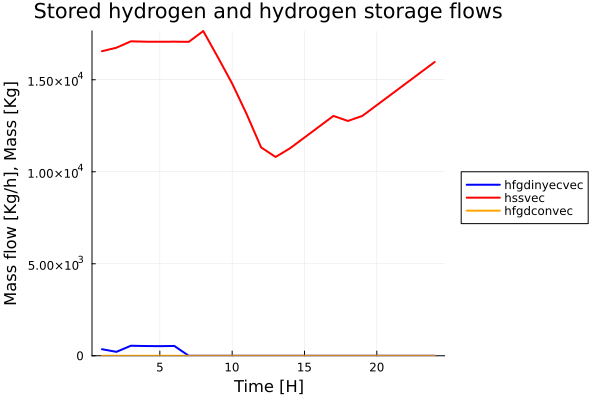 Stored hydrogen and hydrogen storage flows
Mass flow [Kg/h], Mass [Kg]
1.50×10⁴
1.00×10⁴
5.00×10³
0
5 10 15 20
Time [H]
hfgdinyecvec
hssvec
hfgdconvec